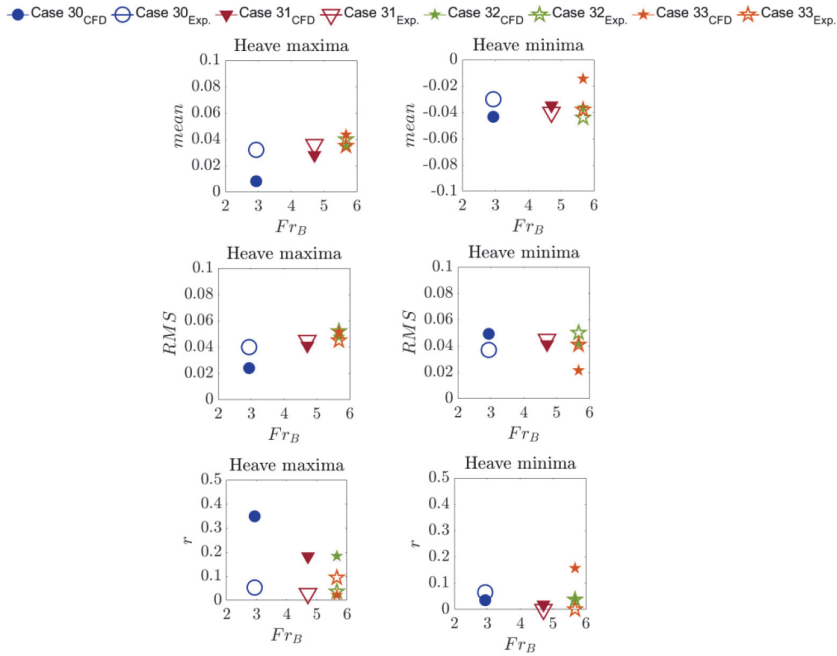 Case 30CFD Case 30Exp. Case 31CFD Case 31Exp. Case 32CFD Case 32Exp. Case 33CFD Case 33Exp.
Heave maxima
0.1
0.08
0.06
0.04
0.02
0
mean
2 3 4 5 6
FrB
Heave minima
-0
-0.02
-0.04
-0.06
-0.08
-0.1
mean
2 3 4 5 6
FrB
Heave maxima
0.1
0.08
0.06
0.04
0.02
0
RMS
2 3 4 5 6
FrB
Heave minima
0.1
0.08
0.06
0.04
0.02
0
RMS
2 3 4 5 6
FrB
Heave maxima
0.5
0.4
0.3
0.2
0.1
0
r
2 3 4 5 6
FrB
Heave minima
0.5
0.4
0.3
0.2
0.1
0
r
2 3 4 5 6
FrB